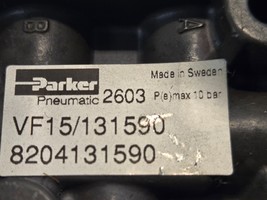 A
Parker
Pneumatic 2603
Made in Sweden
P(e)max 10 bar
VF15/131590
8204131590